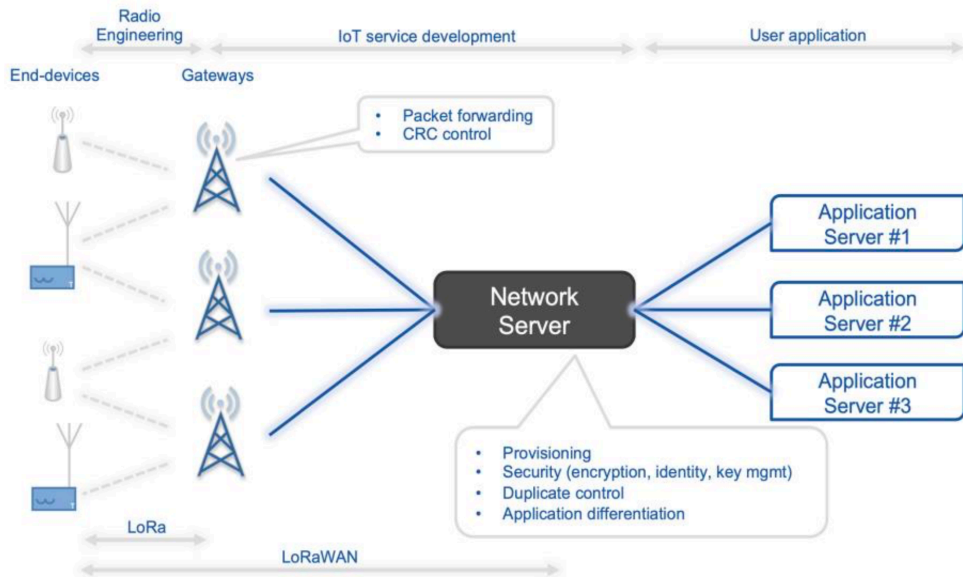 Radio
Engineering
IoT service development
User application
End-devices
Gateways
• Packet forwarding
• CRC control
Application
Server #1
Network
Server
Application
Server #2
Application
Server #3
• Provisioning
• Security (encryption, identity, key mgmt)
• Duplicate control
• Application differentiation
LoRa
LoRaWAN